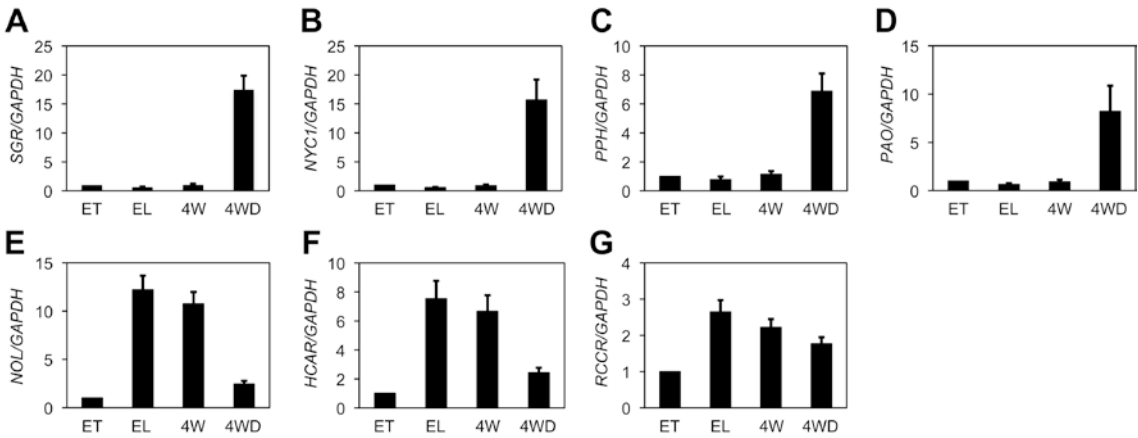 A
SGR/GAPDH
25
20
15
10
5
0
ET EL 4W 4WD
B
NYC1/GAPDH
25
20
15
10
5
0
ET EL 4W 4WD
C
PPH/GAPDH
10
8
6
4
2
0
ET EL 4W 4WD
D
PAO/GAPDH
15
10
5
0
ET EL 4W 4WD
E
NOL/GAPDH
15
10
5
0
ET EL 4W 4WD
F
HCAR/GAPDH
10
8
6
4
2
0
ET EL 4W 4WD
G
RCCR/GAPDH
4
3
2
1
0
ET EL 4W 4WD